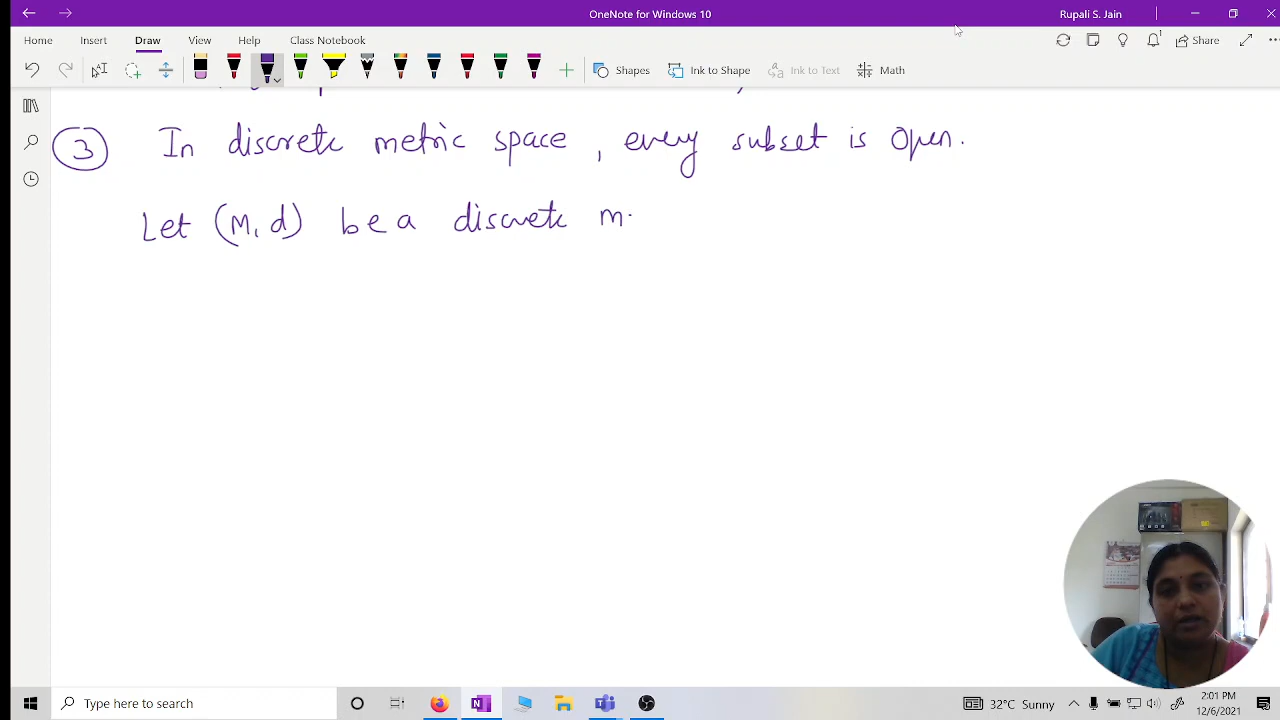 OneNote for Windows 10
Rupali S. Jain
Home Insert Draw View Help Class Notebook
Share
Shapes Ink to Shape Ink to Text Math
3 In discrete metric space, every subset is open.
Let (M, d) be a discrete m.
Type here to search
32°C Sunny
2:01 PM
12/6/2021